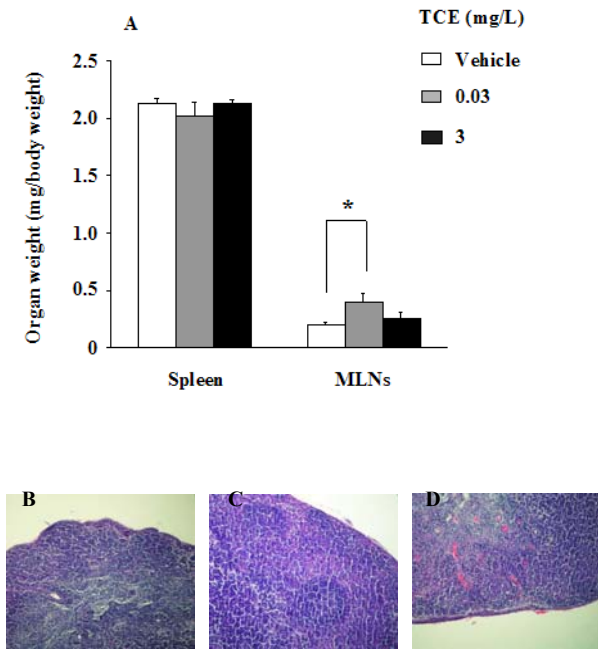 A
TCE (mg/L)
Vehicle
0.03
3
Organ weight (mg/body weight)
2.5
2.0
1.5
1.0
0.5
0
*
Spleen
MLNs
B
C
D